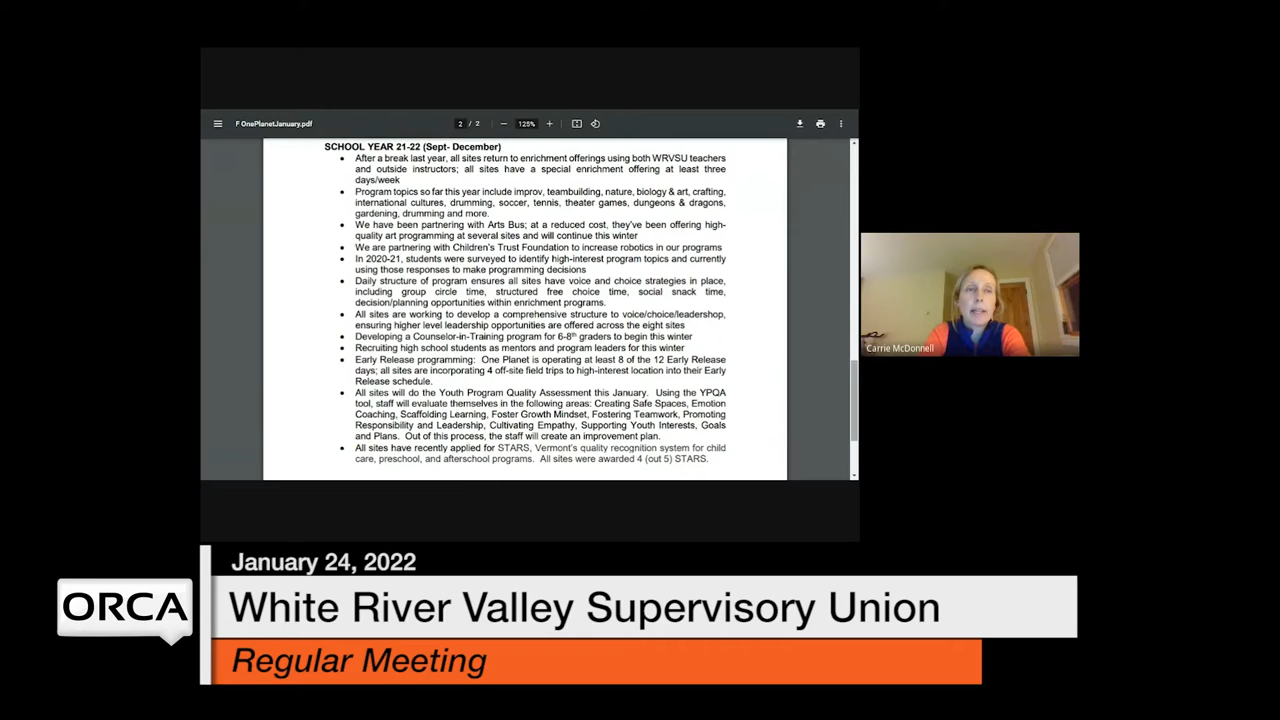 F OnePlanetJanuary.pdf
2 / 2
125%
SCHOOL YEAR 21-22 (Sept- December)
After a break last year, all sites return to enrichment offerings using both WRVSU teachers
and outside instructors; all sites have a special enrichment offering at least three
days/week
Program topics so far this year include improv, teambuilding, nature, biology & art, crafting,
international cultures, drumming, soccer, tennis, theater games, dungeons & dragons,
gardening, drumming and more.
We have been partnering with Arts Bus; at a reduced cost, they've been offering high-
quality art programming at several sites and will continue this winter
We are partnering with Children's Trust Foundation to increase robotics in our programs
In 2020-21, students were surveyed to identify high-interest program topics and currently
using those responses to make programming decisions
Daily structure of program ensures all sites have voice and choice strategies in place,
including group circle time, structured free choice time, social snack time,
decision/planning opportunities within enrichment programs.
All sites are working to develop a comprehensive structure to voice/choice/leadership,
ensuring higher level leadership opportunities are offered across the eight sites
Developing a Counselor-in-Training program for 6-8th graders to begin this winter
Recruiting high school students as mentors and program leaders for this winter
Early Release programming: One Planet is operating at least 8 of the 12 Early Release
days; all sites are incorporating 4 off-site field trips to high-interest location into their Early
Release schedule.
All sites will do the Youth Program Quality Assessment this January. Using the YPQA
tool, staff will evaluate themselves in the following areas: Creating Safe Spaces, Emotion
Coaching, Scaffolding Learning, Foster Growth Mindset, Fostering Teamwork, Promoting
Responsibility and Leadership, Cultivating Empathy, Supporting Youth Interests, Goals
and Plans. Out of this process, the staff will create an improvement plan.
All sites have recently applied for STARS, Vermont's quality recognition system for child
care, preschool, and afterschool programs. All sites were awarded 4 (out 5) STARS.
Carrie McDonnell
January 24, 2022
ORCA
White River Valley Supervisory Union
Regular Meeting